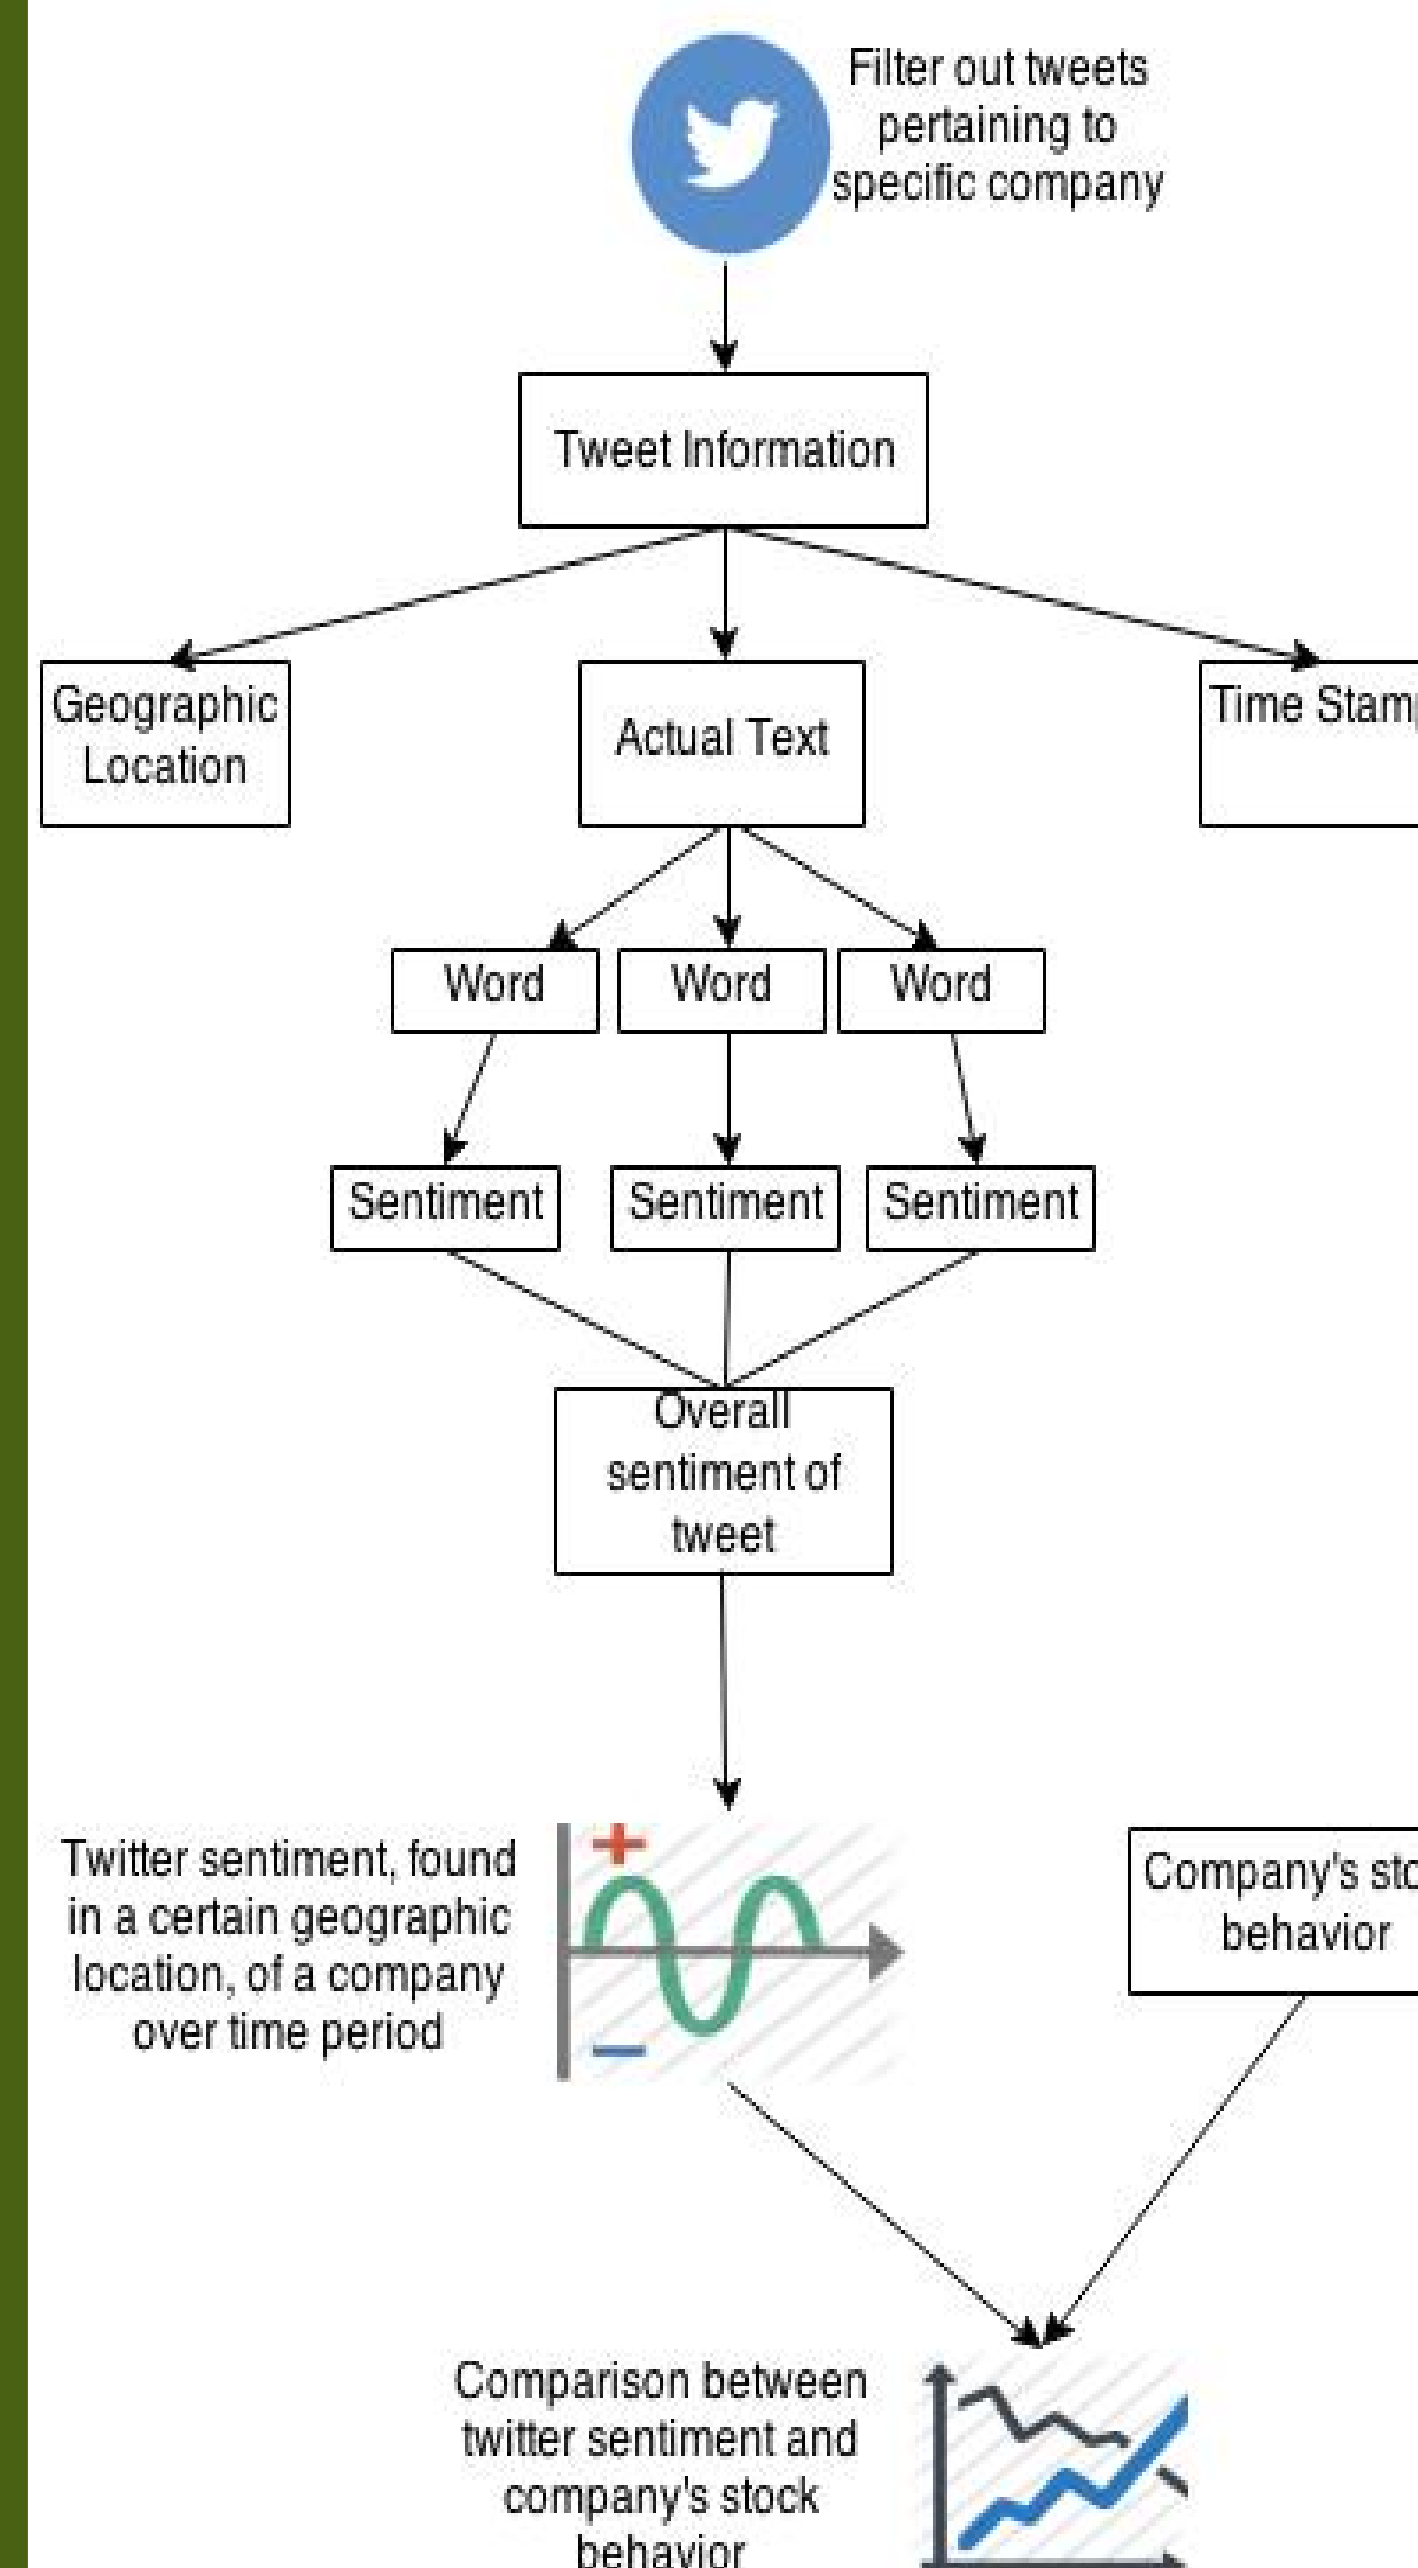 Filter out tweets
pertaining to
specific company
Tweet Information
Geographic
Location
Actual Text
Time
Word
Word
Word
Sentiment
Sentiment
Sentiment
Overall
sentiment of
tweet
Twitter sentiment, found
in a certain geographic
location, of a company
over time period
Company's
behavior
Comparison between
twitter sentiment and
company's stock
behavior